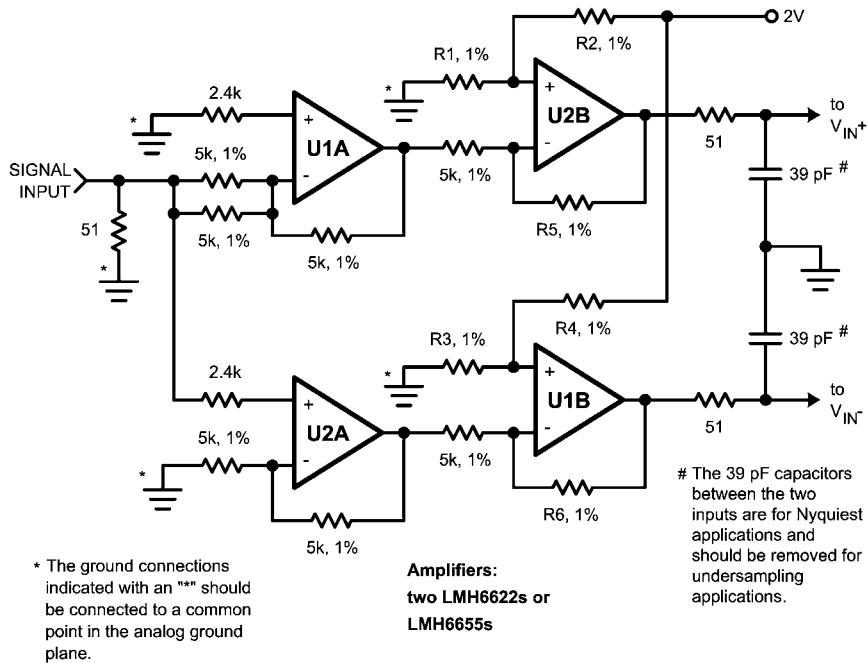 2V
R1, 1%
R2, 1%
*
2.4k
*
+
U1A
-
+
U2B
-
to
VIN+
51
39 pF #
SIGNAL
INPUT
5k, 1%
5k, 1%
5k, 1%
51
*
5k, 1%
R5, 1%
R3, 1%
R4, 1%
*
39 pF #
2.4k
+
U2A
-
+
U1B
-
to
VIN-
51
5k, 1%
*
5k, 1%
5k, 1%
R6, 1%
# The 39 pF capacitors
between the two
inputs are for Nyquiest
applications and
should be removed for
undersampling
applications.
* The ground connections
indicated with an "*" should
be connected to a common
point in the analog ground
plane.
Amplifiers:
two LMH6622s or
LMH6655s